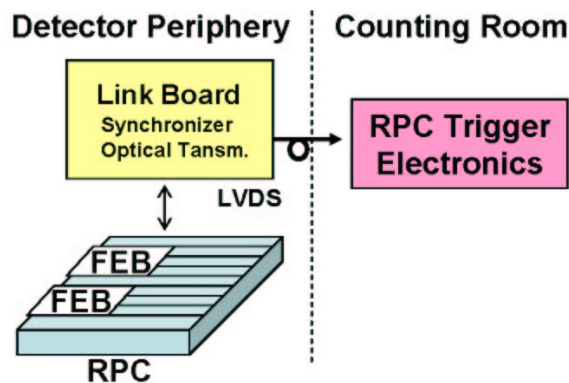 Detector Periphery
Counting Room
Link Board
Synchronizer
Optical Tansm.
RPC Trigger
Electronics
LVDS
FEB
FEB
RPC